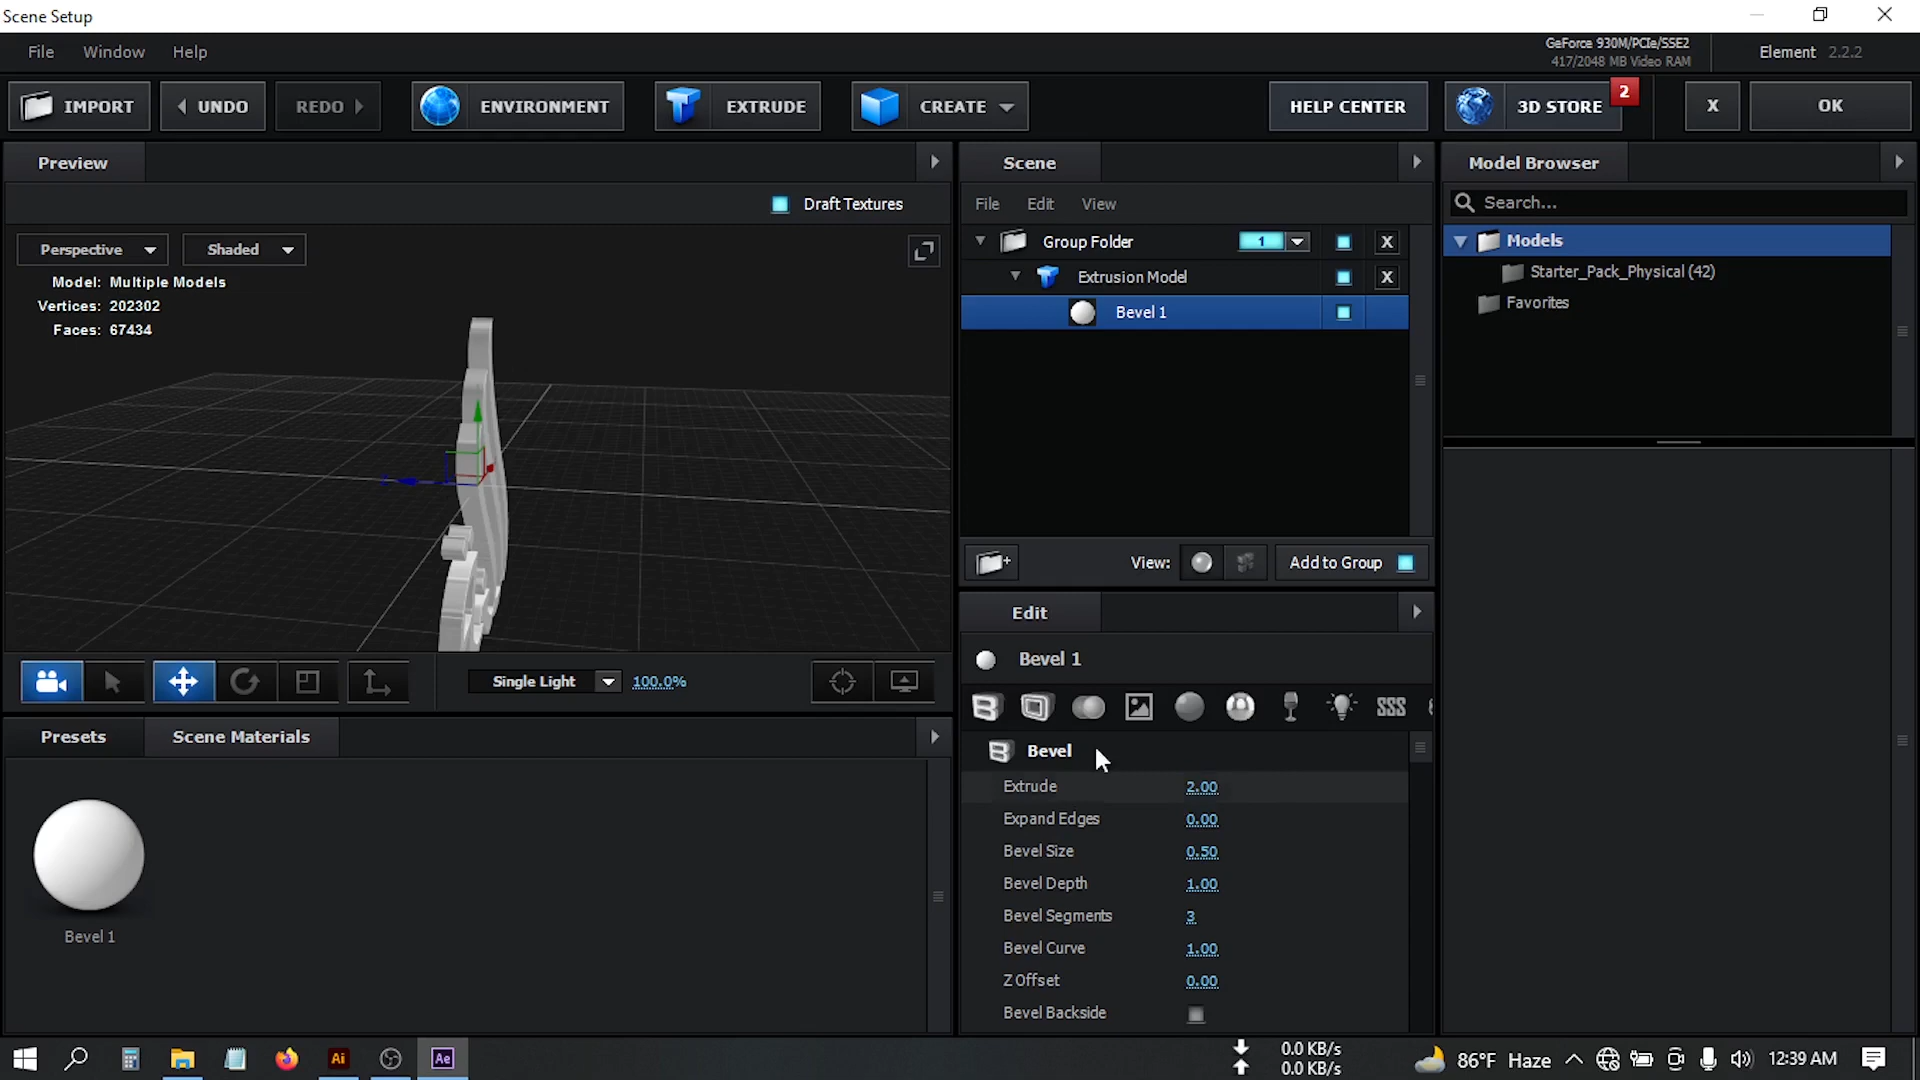 Scene Setup
File Window Help
GeForce 930M/PCIe/SSE2
417/2048 MB Video RAM
Element 2.2.2
IMPORT UNDO REDO ENVIRONMENT EXTRUDE CREATE HELP CENTER 3D STORE 2 X OK
Preview
Draft Textures
Perspective Shaded
Model: Multiple Models
Vertices: 202302
Faces: 67434
Single Light 100.0%
Presets Scene Materials
Bevel 1
Scene
File Edit View
Group Folder 1 X
Extrusion Model X
Bevel 1
View: Add to Group
Edit
Bevel 1
Bevel
Extrude 2.00
Expand Edges 0.00
Bevel Size 0.50
Bevel Depth 1.00
Bevel Segments 3
Bevel Curve 1.00
Z Offset 0.00
Bevel Backside
Model Browser
Search...
Models
Starter_Pack_Physical (42)
Favorites
Ai Ae
0.0 KB/s
0.0 KB/s
86°F Haze 12:39 AM